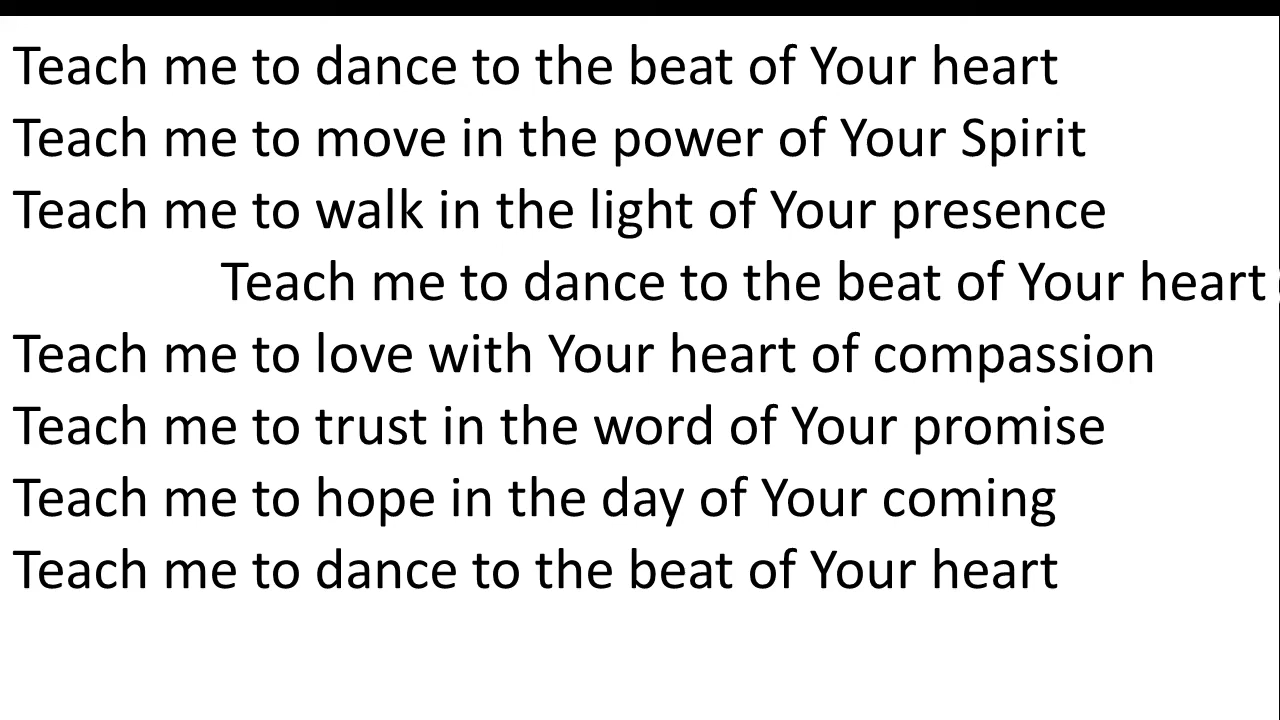 Teach me to dance to the beat of Your heart
Teach me to move in the power of Your Spirit
Teach me to walk in the light of Your presence
Teach me to dance to the beat of Your heart
Teach me to love with Your heart of compassion
Teach me to trust in the word of Your promise
Teach me to hope in the day of Your coming
Teach me to dance to the beat of Your heart